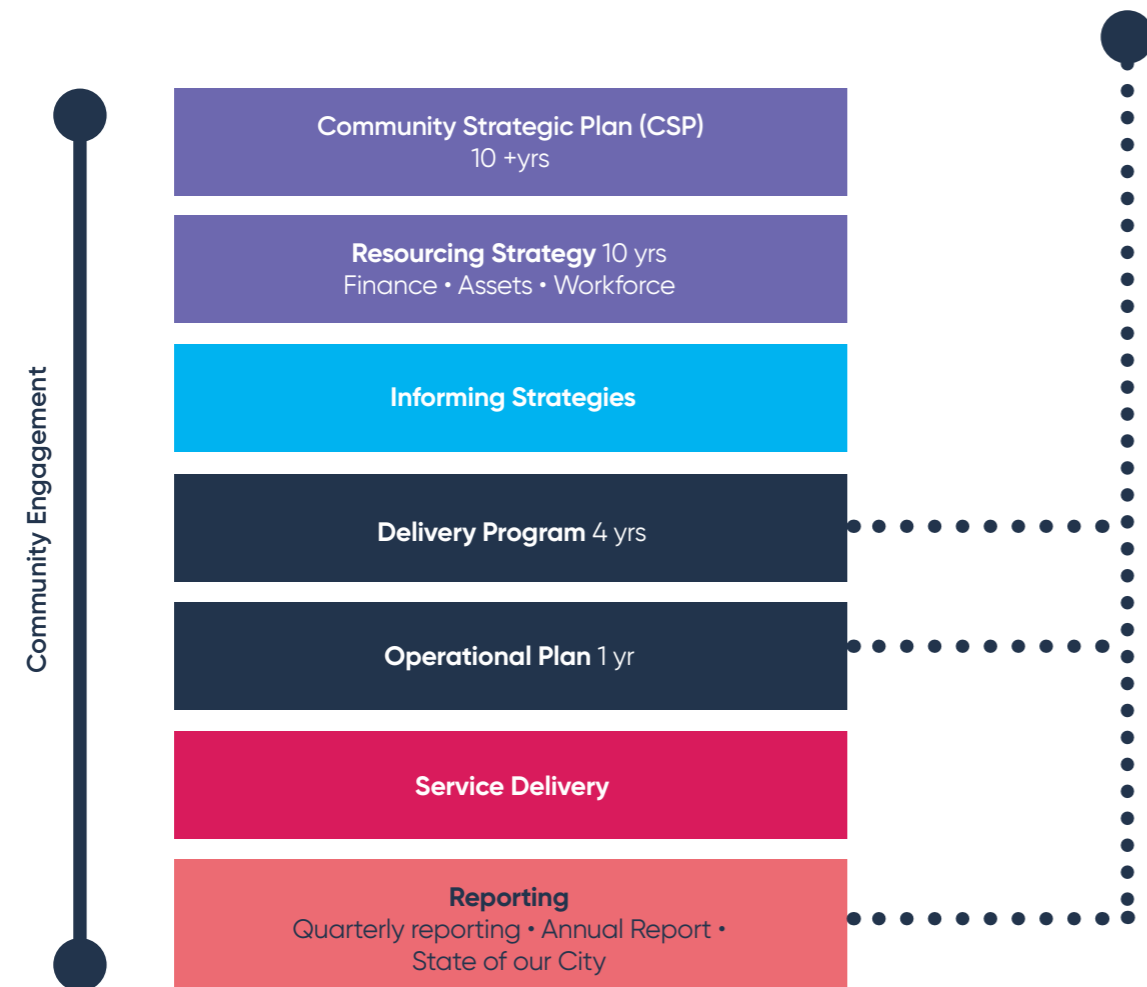 Community Engagement
Community Strategic Plan (CSP)
10 +yrs
Resourcing Strategy 10 yrs
Finance • Assets • Workforce
Informing Strategies
Delivery Program 4 yrs
Operational Plan 1 yr
Service Delivery
Reporting
Quarterly reporting • Annual Report •
State of our City